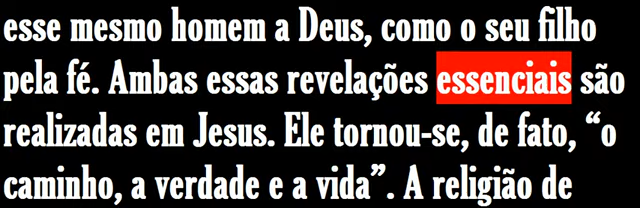 esse mesmo homem a Deus, como o seu filho
pela fé. Ambas essas revelações essenciais são
realizadas em Jesus. Ele tornou-se, de fato, “o
caminho, a verdade e a vida”. A religião de